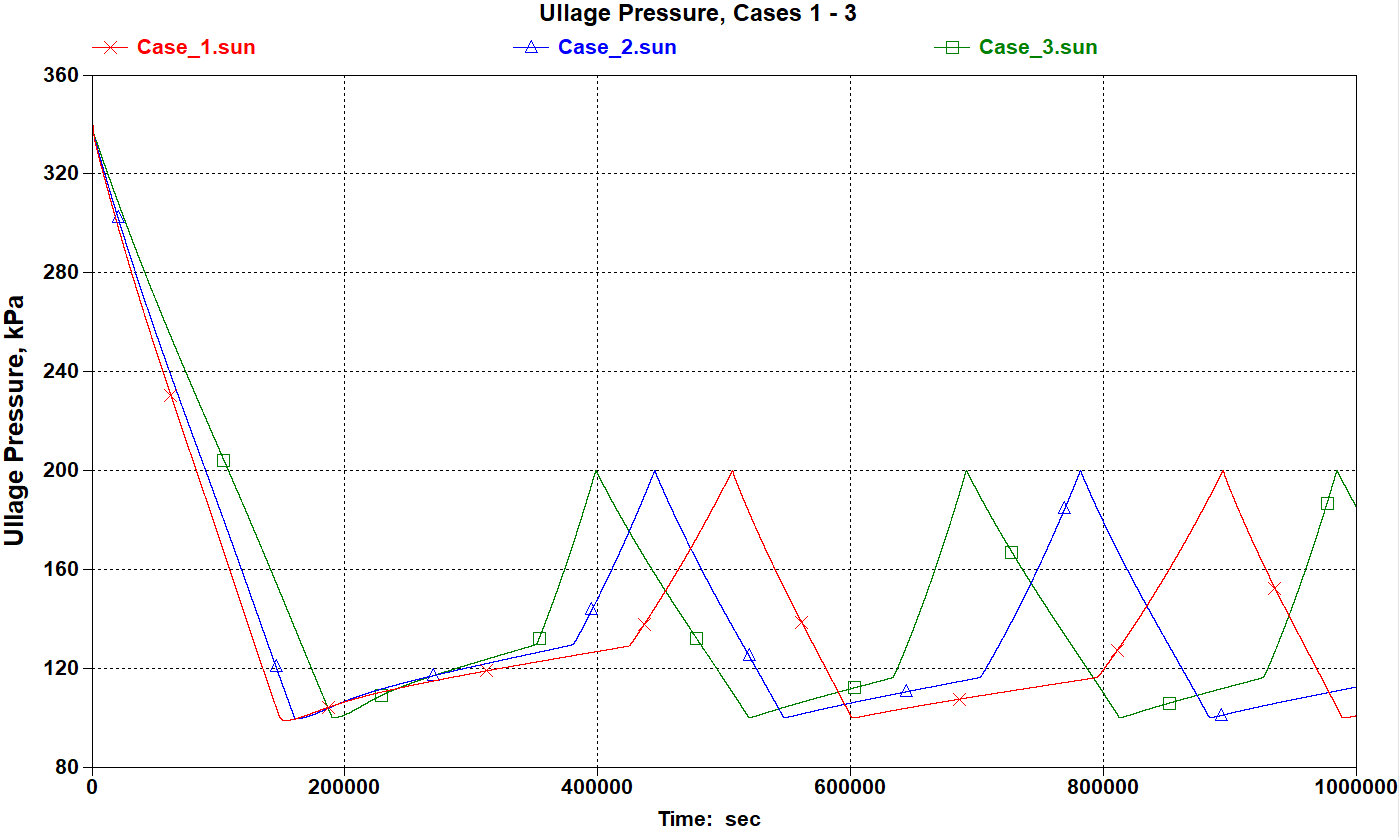 Ullage Pressure, Cases 1 - 3
Case_1.sun
Case_2.sun
Case_3.sun
360
320
280
240
200
160
120
80
Ullage Pressure, kPa
0
200000
400000
600000
800000
1000000
Time: sec